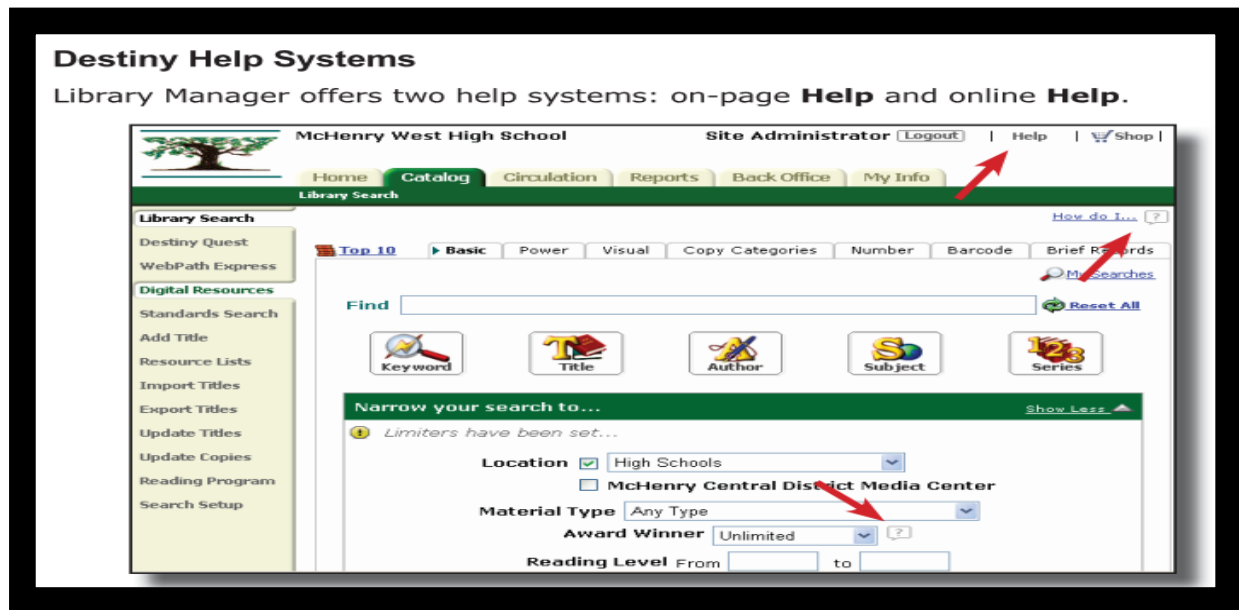 Destiny Help Systems
Library Manager offers two help systems: on-page Help and online Help.
McHenry West High School Site Administrator Logout | Help | Shop |
Home Catalog Circulation Reports Back Office My Info
Library Search
Library Search
How do I... ?
Destiny Quest
Top 10 Basic Power Visual Copy Categories Number Barcode Brief Records
WebPath Express
My Searches
Digital Resources
Find Reset All
Standards Search
Add Title
Keyword Title Author Subject Series
Resource Lists
Import Titles
Export Titles
Narrow your search to... Show Less
Update Titles
Limiters have been set...
Update Copies
Location High Schools
Reading Program
McHenry Central District Media Center
Search Setup
Material Type Any Type
Award Winner Unlimited ?
Reading Level From to